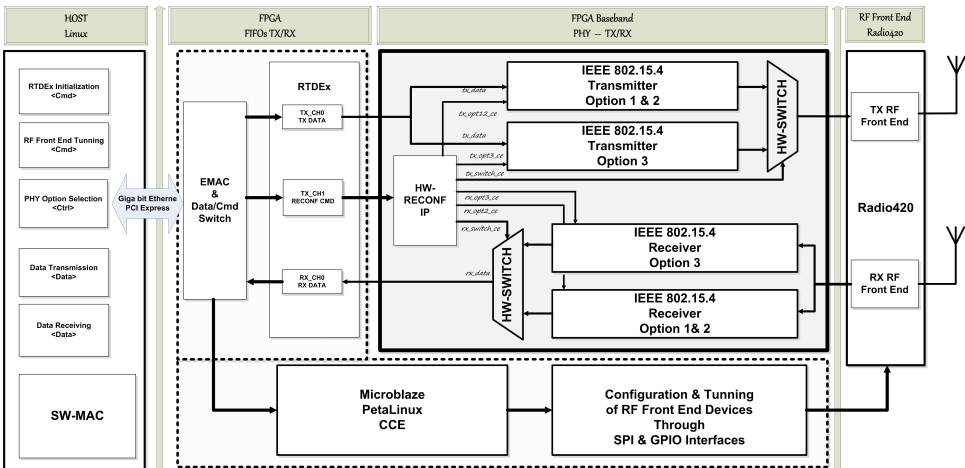 HOST
Linux
FPGA
FIFOs TX/RX
FPGA Baseband
PHY – TX/RX
RF Front End
Radio420
RTDEx Initialization
<Cmd>
RF Front End Tunning
<Cmd>
PHY Option Selection
<Ctrl>
Data Transmission
<Data>
Data Receiving
<Data>
SW-MAC
Giga bit Etherne
PCI Express
EMAC
&
Data/Cmd
Switch
RTDEx
TX_CH0
TX DATA
TX_CH1
RECONF CMD
RX_CH0
RX DATA
HW-
RECONF
IP
tx_data
tx_opt12_ce
tx_data
tx_opt3_ce
tx_switch_ce
rx_opt3_ce
rx_opt2_ce
rx_switch_ce
rx_data
IEEE 802.15.4
Transmitter
Option 1 & 2
IEEE 802.15.4
Transmitter
Option 3
HW-SWITCH
HW-SWITCH
IEEE 802.15.4
Receiver
Option 3
IEEE 802.15.4
Receiver
Option 1& 2
TX RF
Front End
Radio420
RX RF
Front End
Microblaze
PetaLinux
CCE
Configuration & Tunning
of RF Front End Devices
Through
SPI & GPIO Interfaces